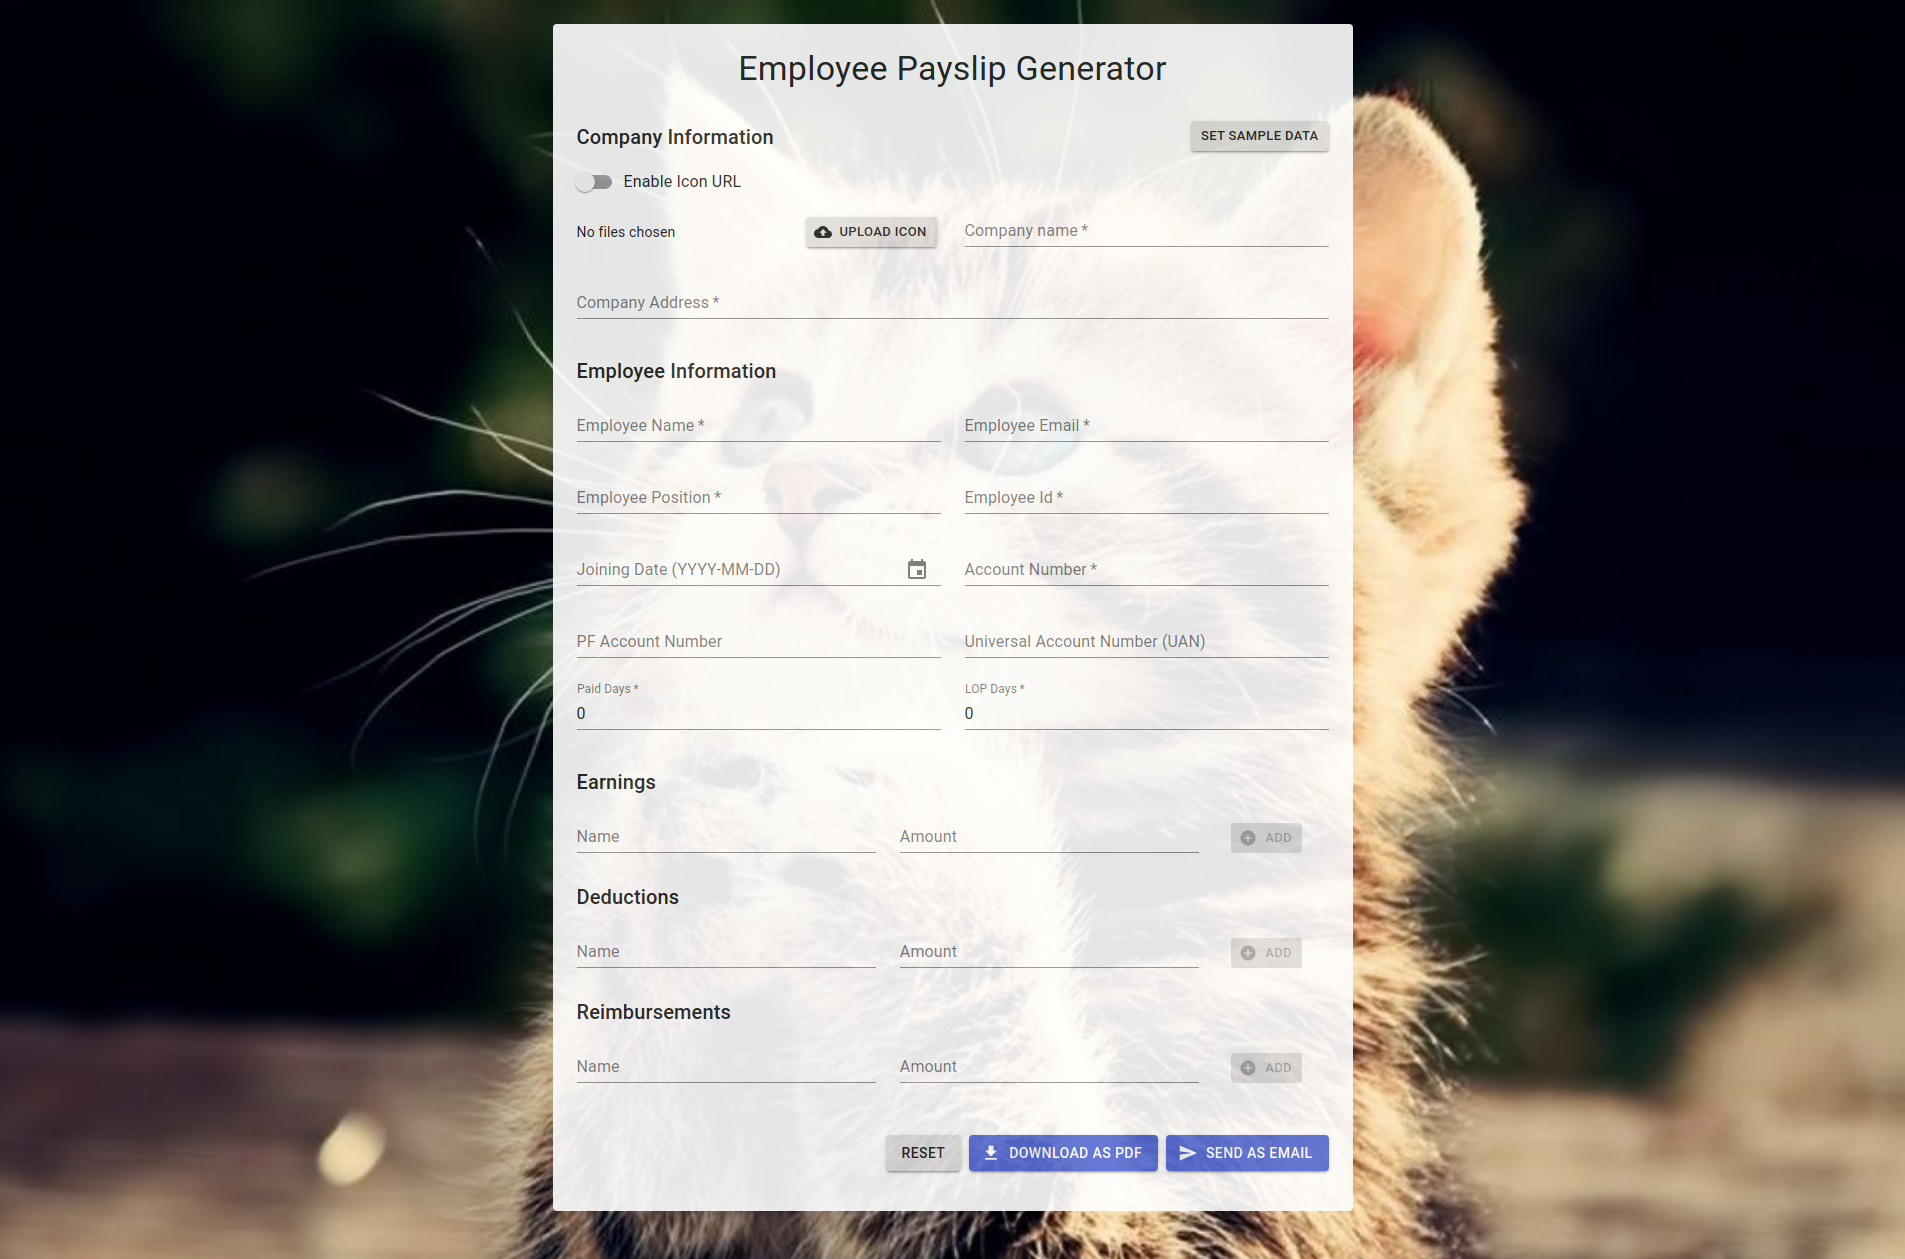 Employee Payslip Generator
Company Information
SET SAMPLE DATA
Enable Icon URL
No files chosen
UPLOAD ICON
Company name *
Company Address *
Employee Information
Employee Name *
Employee Email *
Employee Position *
Employee Id *
Joining Date (YYYY-MM-DD)
Account Number *
PF Account Number
Universal Account Number (UAN)
Paid Days *
LOP Days *
0
0
Earnings
Name
Amount
ADD
Deductions
Name
Amount
ADD
Reimbursements
Name
Amount
ADD
RESET
DOWNLOAD AS PDF
SEND AS EMAIL